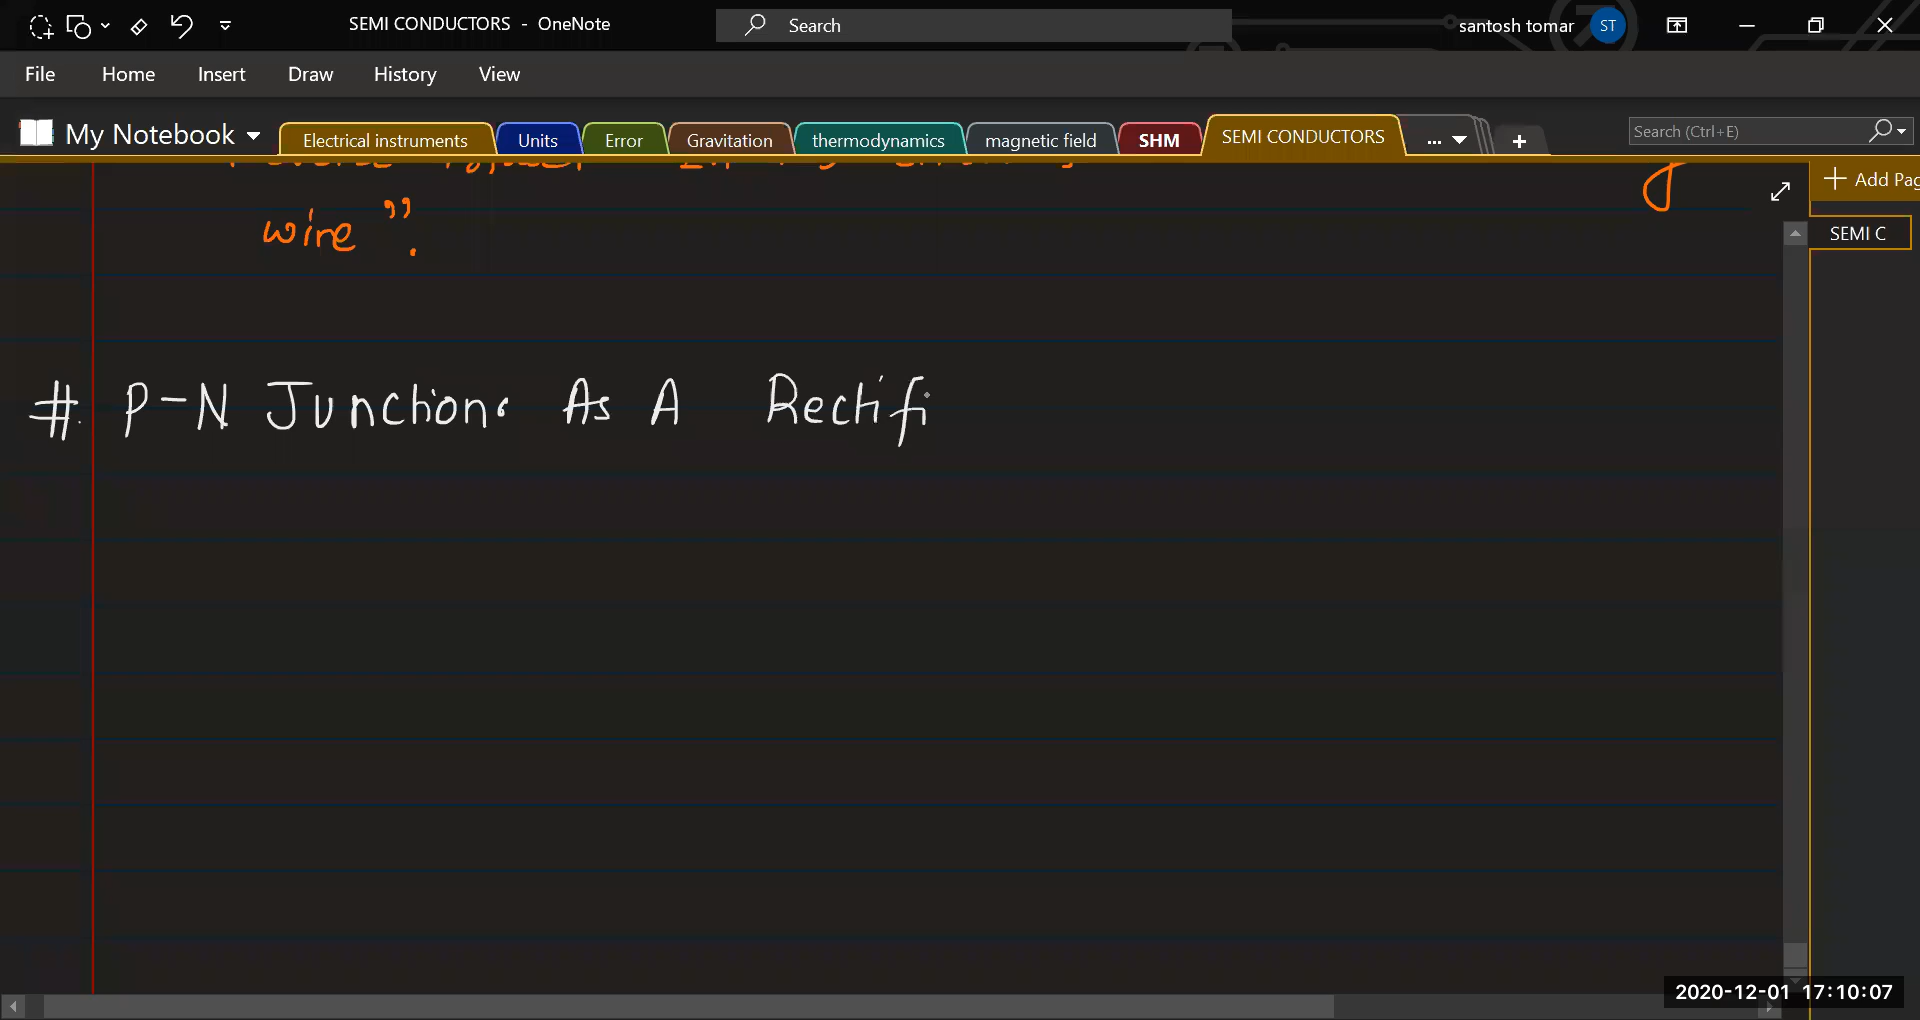 SEMI CONDUCTORS - OneNote
Search
santosh tomar
ST
File Home Insert Draw History View
My Notebook
Electrical instruments
Units
Error
Gravitation
thermodynamics
magnetic field
SHM
SEMI CONDUCTORS
...
Search (Ctrl+E)
Add Pag
SEMI C
wire ”.
# P-N Junction As A Rectifi
2020-12-01 17:10:07